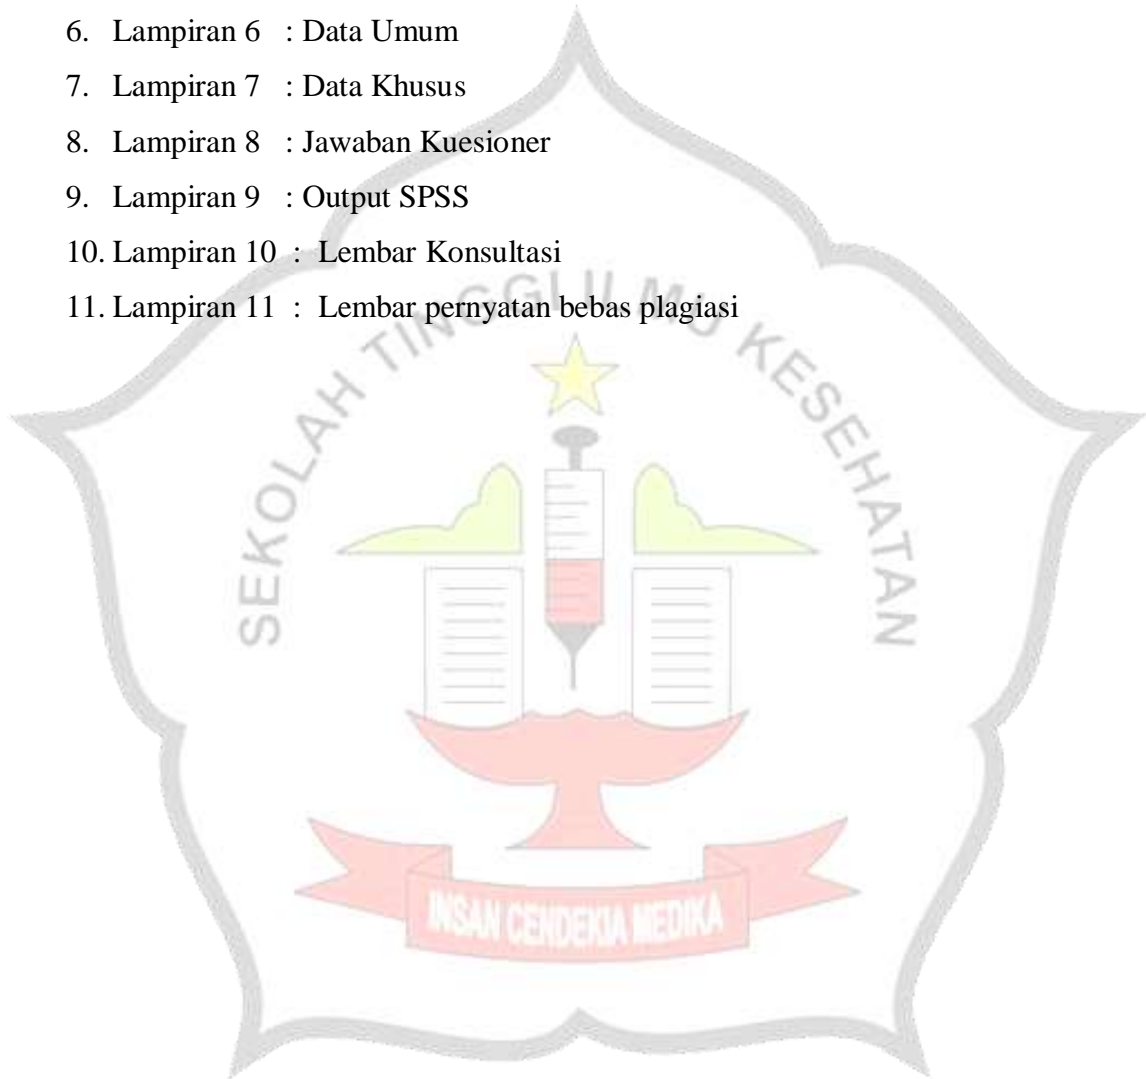 6. Lampiran 6 : Data Umum
7. Lampiran 7 : Data Khusus
8. Lampiran 8 : Jawaban Kuesioner
9. Lampiran 9 : Output SPSS
10. Lampiran 10 : Lembar Konsultasi
11. Lampiran 11 : Lembar pernyatan bebas plagiasi
SEKOLAH TINGGI ILMU KESEHATAN
INSAN CENDEKIA MEDIKA